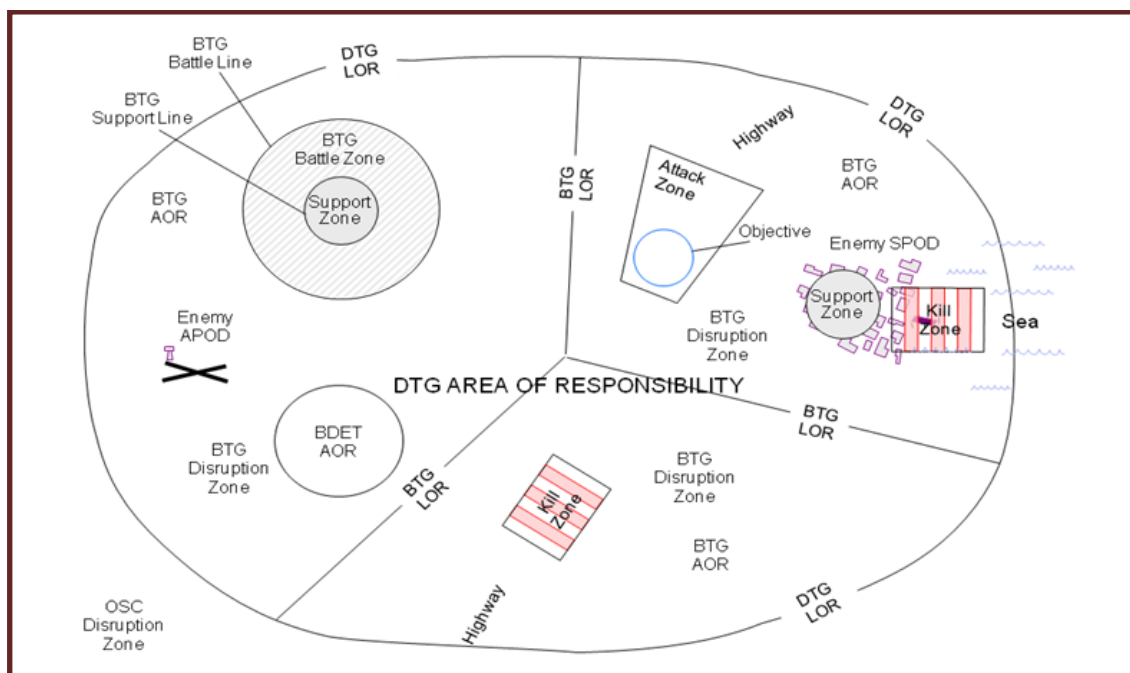 BTG
Battle Line
DTG
LOR
BTG
Support Line
BTG
Battle Zone
Support
Zone
BTG
AOR
BTG
LOR
Highway
DTG
LOR
Attack
Zone
BTG
AOR
Objective
Enemy SPOD
Support
Zone
Kill
Zone
Sea
BTG
Disruption
Zone
Enemy
APOD
DTG AREA OF RESPONSIBILITY
BDET
AOR
BTG
Disruption
Zone
BTG
LOR
BTG
LOR
BTG
Disruption
Zone
Kill
Zone
BTG
AOR
OSC
Disruption
Zone
Highway
DTG
LOR